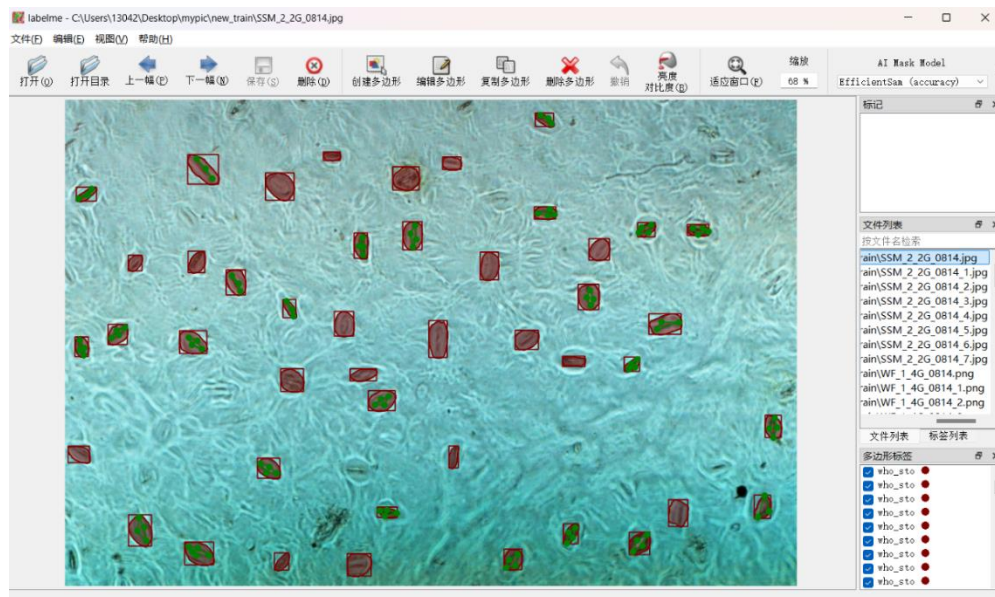 labelme - C:\Users\13042\Desktop\mypic\new_train\SSM_2_2G_0814.jpg
文件(F) 编辑(E) 视图(V) 帮助(H)
打开(O) 打开目录 上一幅(P) 下一幅(N) 保存(S) 删除(D) 创建多边形 编辑多边形 复制多边形 删除多边形 撤销 亮度 对比度(B) 适应窗口(F) 缩放 68 % AI Mask Model EfficientSam (accuracy)
标记
文件列表
按文件名检索
rain\SSM_2_2G_0814.jpg
rain\SSM_2_2G_0814_1.jpg
rain\SSM_2_2G_0814_2.jpg
rain\SSM_2_2G_0814_3.jpg
rain\SSM_2_2G_0814_4.jpg
rain\SSM_2_2G_0814_5.jpg
rain\SSM_2_2G_0814_6.jpg
rain\SSM_2_2G_0814_7.jpg
rain\WF_1_4G_0814.png
rain\WF_1_4G_0814_1.png
rain\WF_1_4G_0814_2.png
文件列表 标签列表
多边形标签
who_sto
who_sto
who_sto
who_sto
who_sto
who_sto
who_sto
who_sto
who_sto